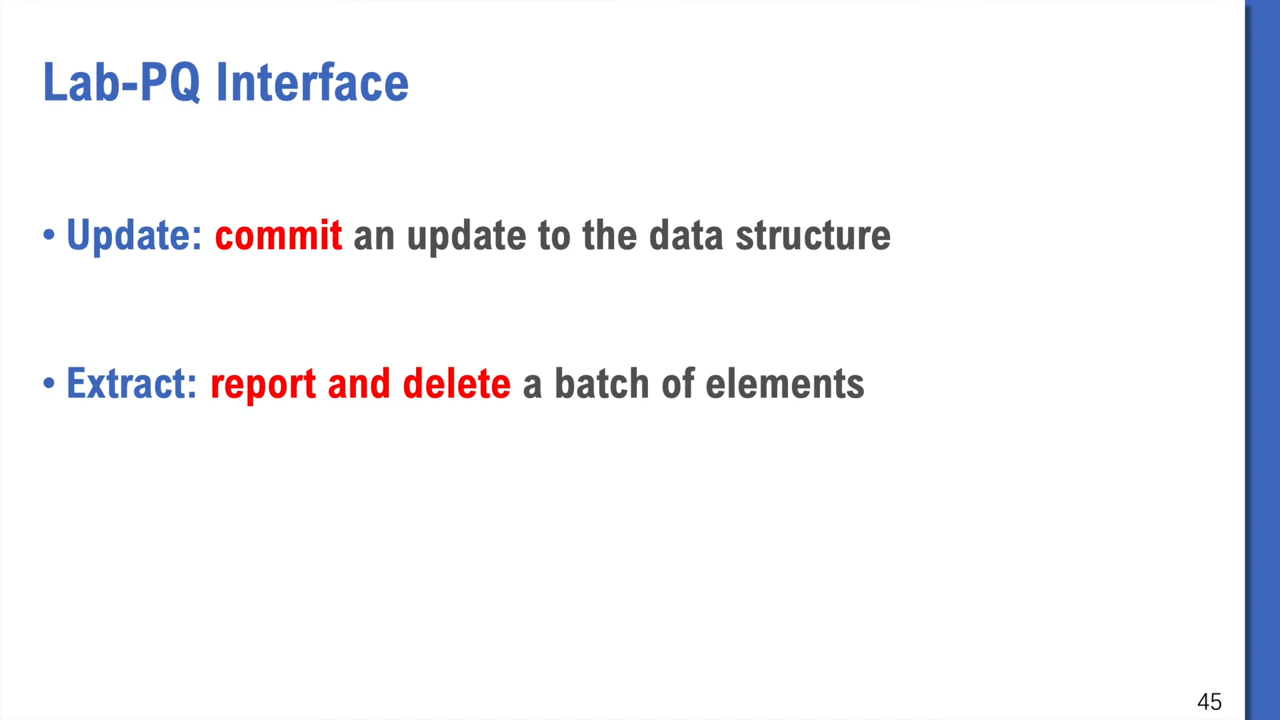 Lab-PQ Interface
• Update: commit an update to the data structure
• Extract: report and delete a batch of elements
45